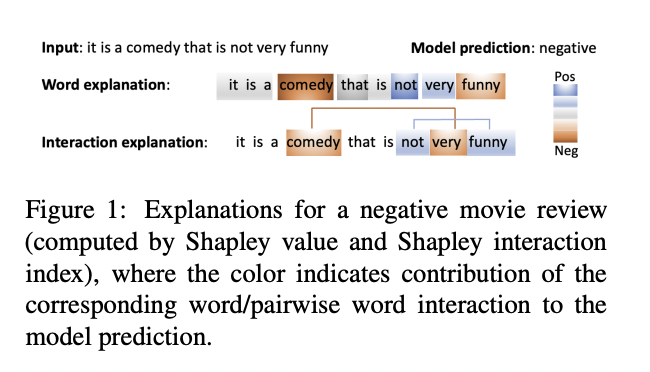 Input: it is a comedy that is not very funny Model prediction: negative
Word explanation: it is a comedy that is not very funny
Pos
Interaction explanation: it is a comedy that is not very funny
Neg
Figure 1: Explanations for a negative movie review
(computed by Shapley value and Shapley interaction
index), where the color indicates contribution of the
corresponding word/pairwise word interaction to the
model prediction.